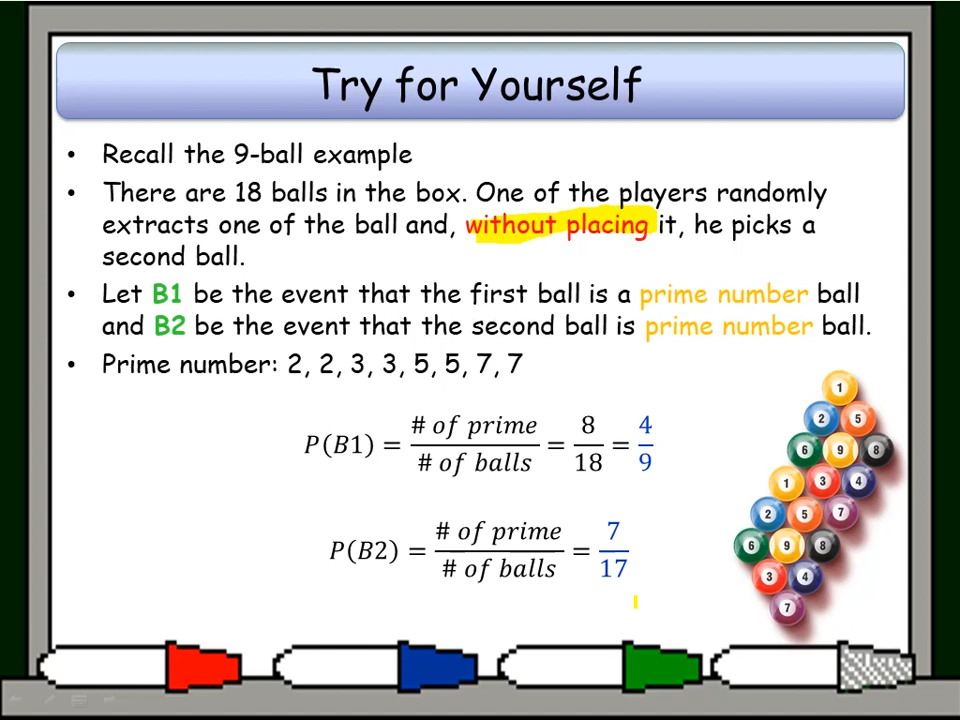 Try for Yourself
• Recall the 9-ball example
• There are 18 balls in the box. One of the players randomly
extracts one of the ball and, without placing it, he picks a
second ball.
• Let B1 be the event that the first ball is a prime number ball
and B2 be the event that the second ball is prime number ball.
• Prime number: 2, 2, 3, 3, 5, 5, 7, 7
P(B1) = # of prime / # of balls = 8/18 = 4/9
P(B2) = # of prime / # of balls = 7/17
1
2 5
6 9 8
1 3 4
2 5 7
6 9 8
3 4
7